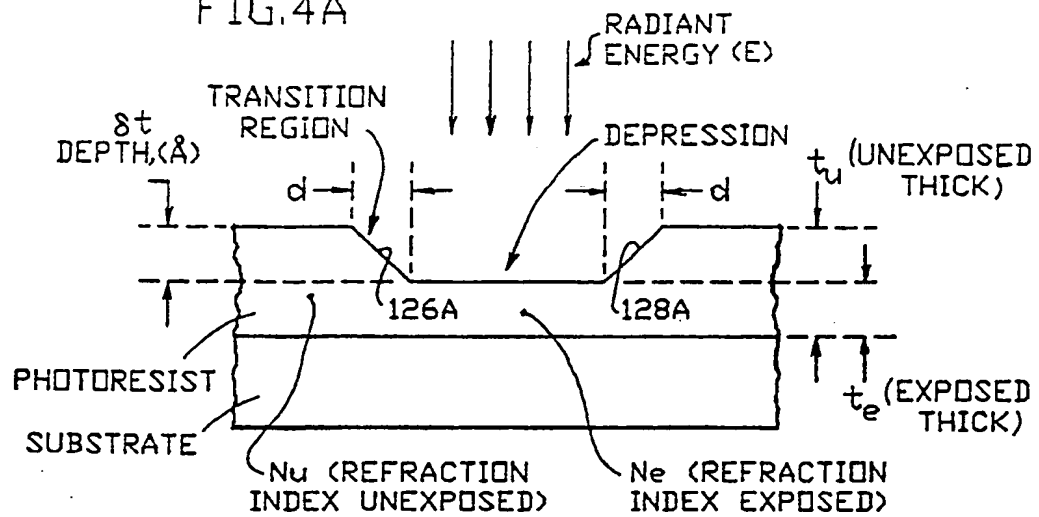 FIG.4A
RADIANT
ENERGY (E)
TRANSITION
REGION
δt
DEPTH,(Å)
DEPRESSION
tu (UNEXPOSED
THICK)
d
d
126A
128A
PHOTORESIST
SUBSTRATE
te (EXPOSED
THICK)
Nu (REFRACTION
INDEX UNEXPOSED)
Ne (REFRACTION
INDEX EXPOSED)